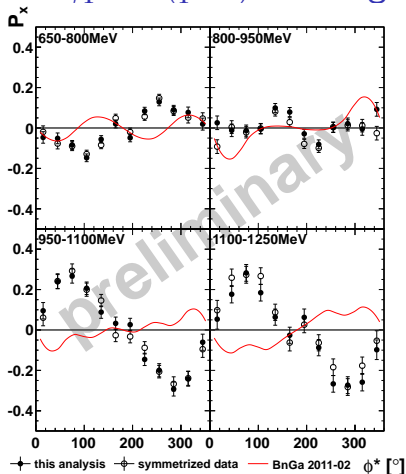 P_x
650-800MeV 800-950MeV
0.4
0.2
0
-0.2
-0.4
950-1100MeV 1100-1250MeV
0.4
0.2
0
-0.2
-0.4
preliminary
0 100 200 300 0 100 200 300
this analysis symmetrized data BnGa 2011-02 ϕ* [°]